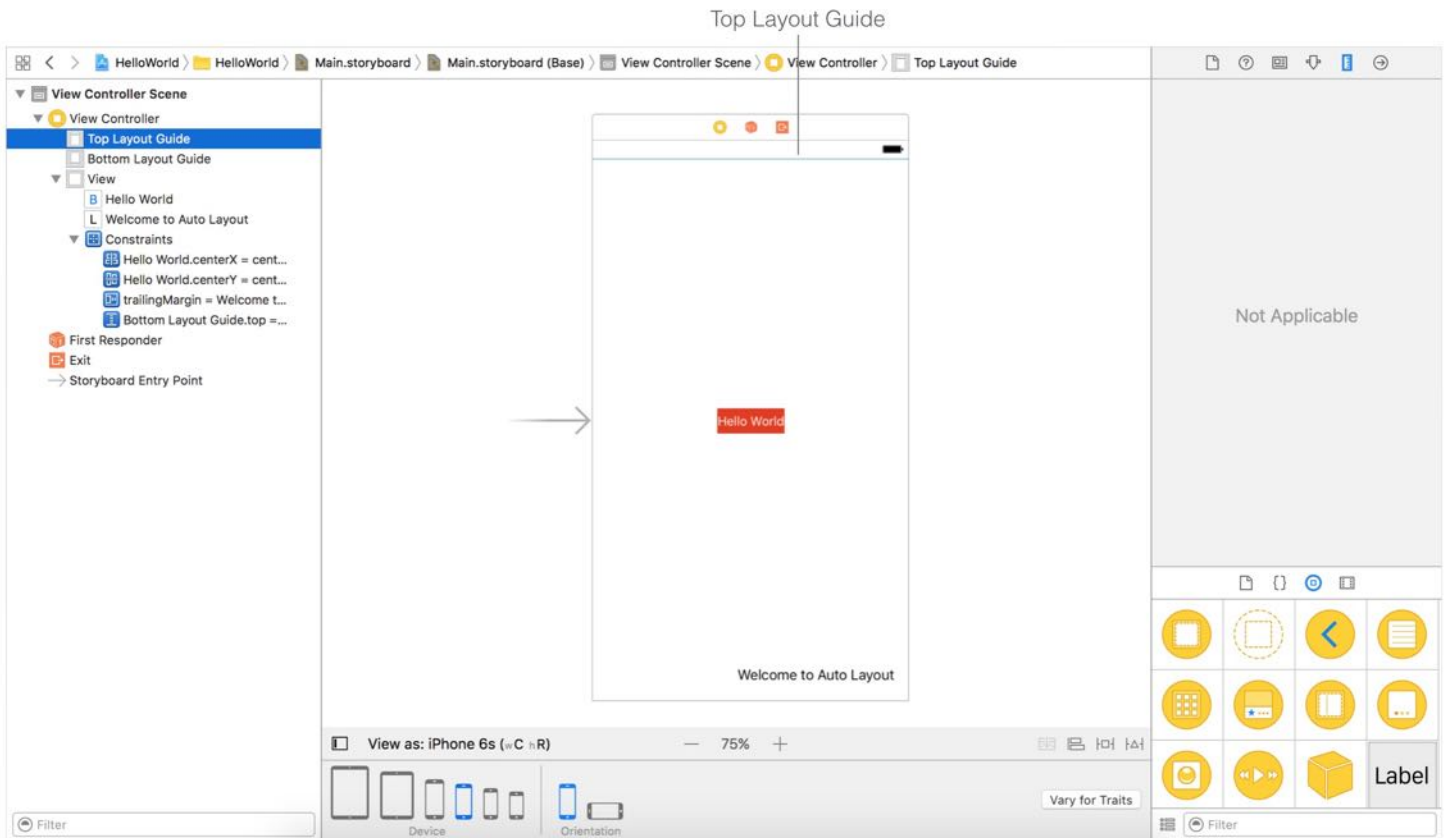 Top Layout Guide
HelloWorld HelloWorld Main.storyboard Main.storyboard (Base) View Controller Scene View Controller Top Layout Guide
View Controller Scene
View Controller
Top Layout Guide
Bottom Layout Guide
View
B Hello World
L Welcome to Auto Layout
Constraints
Hello World.centerX = cent...
Hello World.centerY = cent...
trailingMargin = Welcome t...
Bottom Layout Guide.top =...
First Responder
Exit
Storyboard Entry Point
Filter
Hello World
Welcome to Auto Layout
View as: iPhone 6s (wC hR)
75%
Device
Orientation
Vary for Traits
Not Applicable
{}
Label
Filter